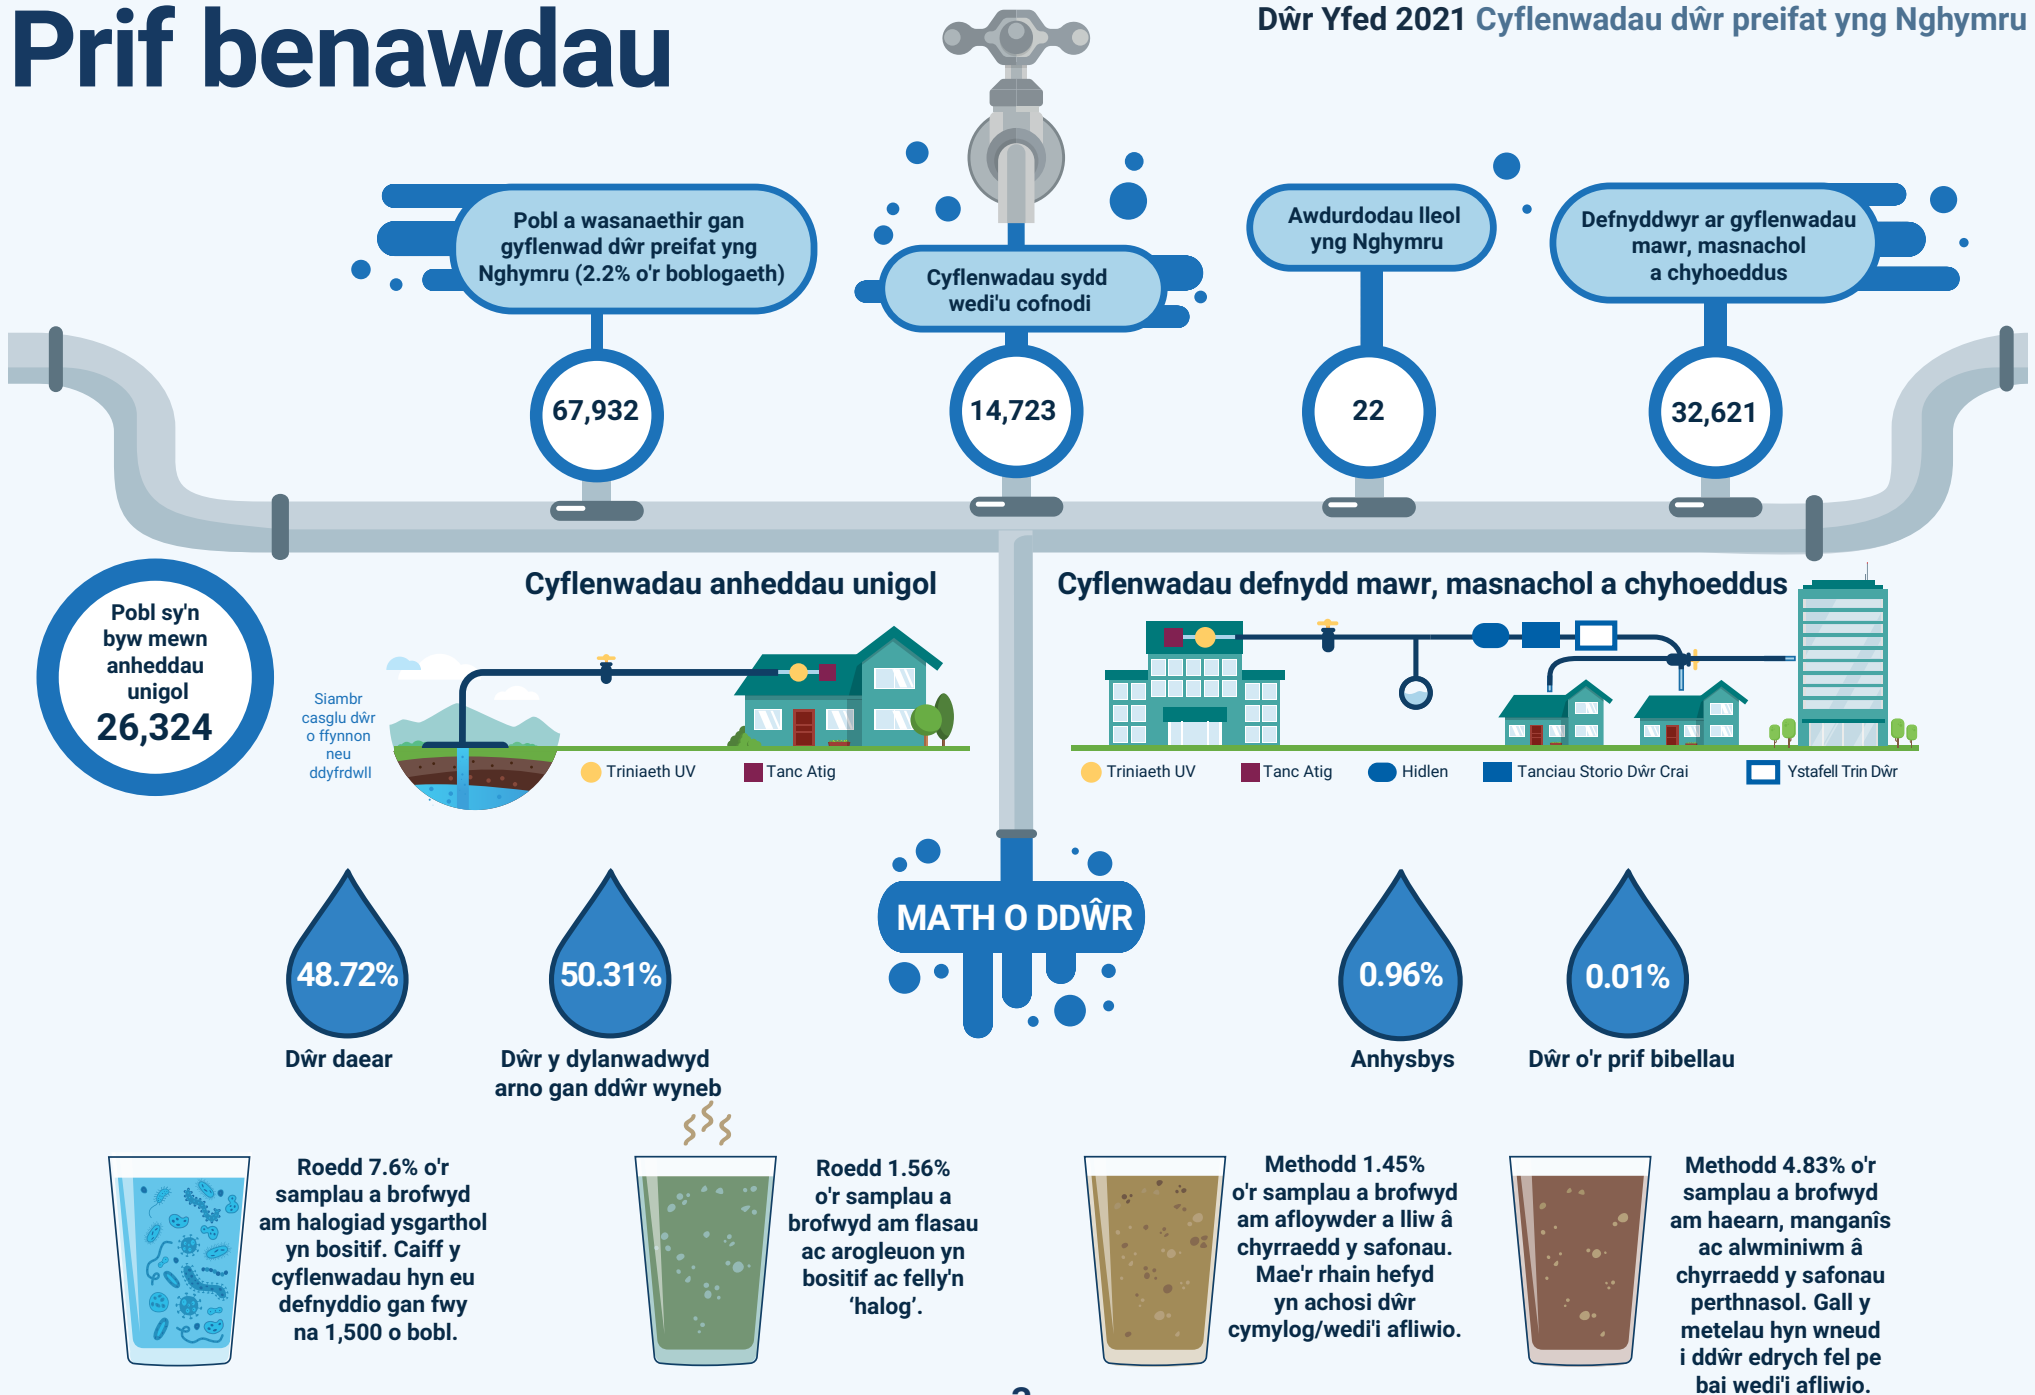 Prif benawdau
Dŵr Yfed 2021 Cyflenwadau dŵr preifat yng Nghymru
Pobl a wasanaethir gan
gyflenwad dŵr preifat yng
Nghymru (2.2% o'r boblogaeth)
67,932
Cyflenwadau sydd
wedi'u cofnodi
14,723
Awdurdodau lleol
yng Nghymru
22
Defnyddwyr ar gyflenwadau
mawr, masnachol
a chyhoeddus
32,621
Pobl sy'n
byw mewn
anheddau
unigol
26,324
Cyflenwadau anheddau unigol
Siambr
casglu dŵr
o ffynnon
neu
ddyfrdwll
Triniaeth UV
Tanc Atig
Cyflenwadau defnydd mawr, masnachol a chyhoeddus
Triniaeth UV
Tanc Atig
Hidlen
Tanciau Storio Dŵr Crai
Ystafell Trin Dŵr
MATH O DDŴR
48.72%
Dŵr daear
50.31%
Dŵr y dylanwadwyd
arno gan ddŵr wyneb
0.96%
Anhysbys
0.01%
Dŵr o'r prif bibellau
Roedd 7.6% o'r
samplau a brofwyd
am halogiad ysgarthol
yn bositif. Caiff y
cyflenwadau hyn eu
defnyddio gan fwy
na 1,500 o bobl.
Roedd 1.56%
o'r samplau a
brofwyd am flasau
ac arogleuon yn
bositif ac felly'n
‘halog’.
Methodd 1.45%
o'r samplau a brofwyd
am afloywder a lliw â
chyrraedd y safonau.
Mae'r rhain hefyd
yn achosi dŵr
cymylog/wedi'i afliwio.
Methodd 4.83% o'r
samplau a brofwyd
am haearn, manganîs
ac alwminiwm â
chyrraedd y safonau
perthnasol. Gall y
metelau hyn wneud
i ddŵr edrych fel pe
bai wedi'i afliwio.